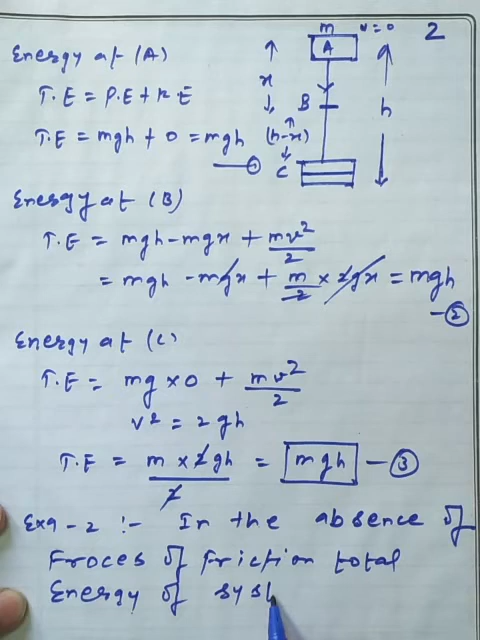 2
m v=0
A
x
B
h
(h-x)
C
Energy at (A)
T.E = P.E + K.E
T.E = mgh + 0 = mgh
—①
Energy at (B)
T.E = mgh - mgx + mv²/2
= mgh - mgx + m/2 × 2gx = mgh
—②
Energy at (C)
T.E = mg×0 + mv²/2
v² = 2gh
T.E = m×2gh/2 = mgh —③
Exa-2 :- In the absence of
Froces of friction total
Energy of syst